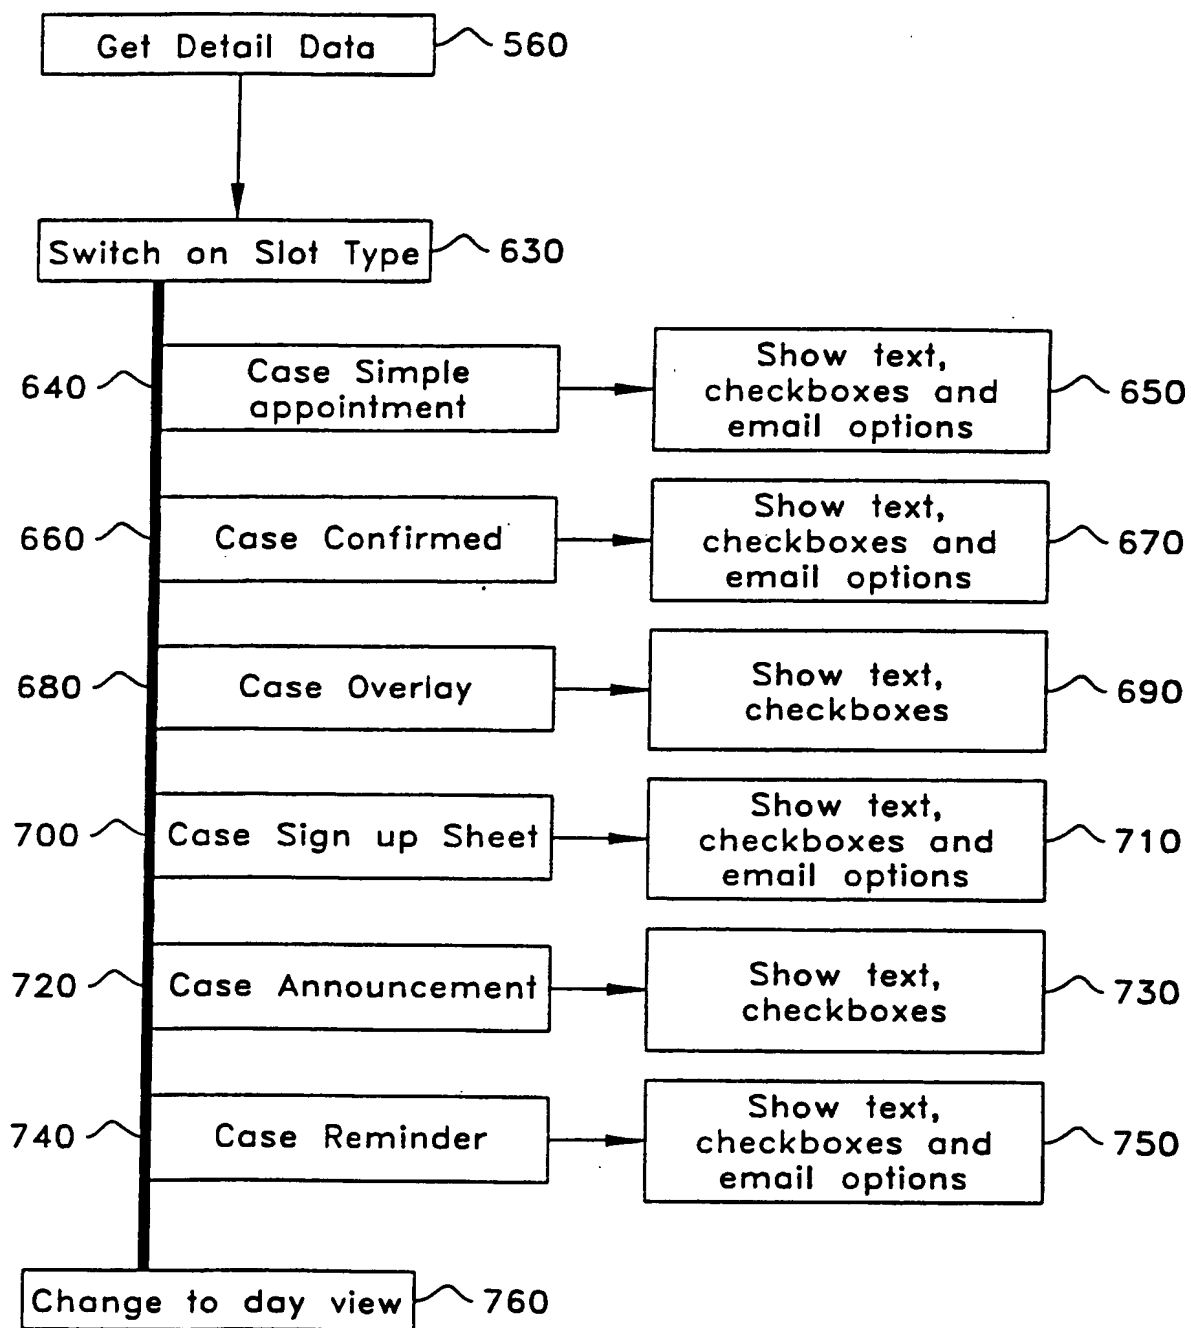 Get Detail Data 560
Switch on Slot Type 630
640
Case Simple
appointment
Show text,
checkboxes and
email options
650
660
Case Confirmed
Show text,
checkboxes and
email options
670
680
Case Overlay
Show text,
checkboxes
690
700
Case Sign up Sheet
Show text,
checkboxes and
email options
710
720
Case Announcement
Show text,
checkboxes
730
740
Case Reminder
Show text,
checkboxes and
email options
750
Change to day view 760